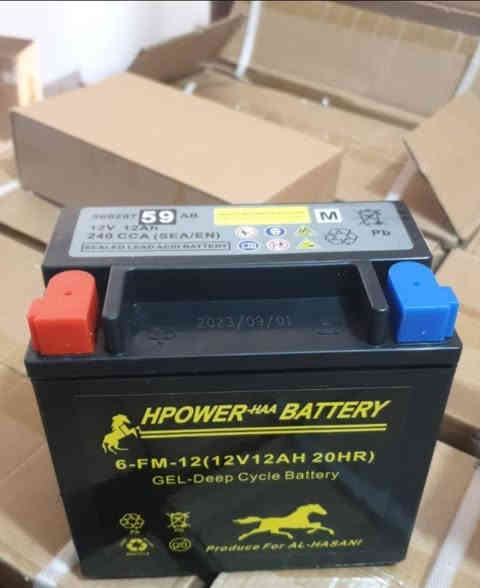 59 AB
M
12V 12Ah
240 CCA (SEA/EN)
Pb
SEALED LEAD ACID BATTERY
2023/09/01
HPOWER-HAA BATTERY
6-FM-12(12V12AH 20HR)
GEL-Deep Cycle Battery
Pb
Produce For AL-HASANI